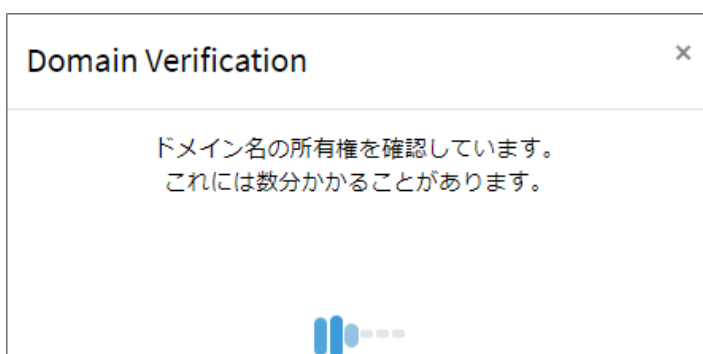 Domain Verification ×
ドメイン名の所有権を確認しています。
これには数分かかることがあります。